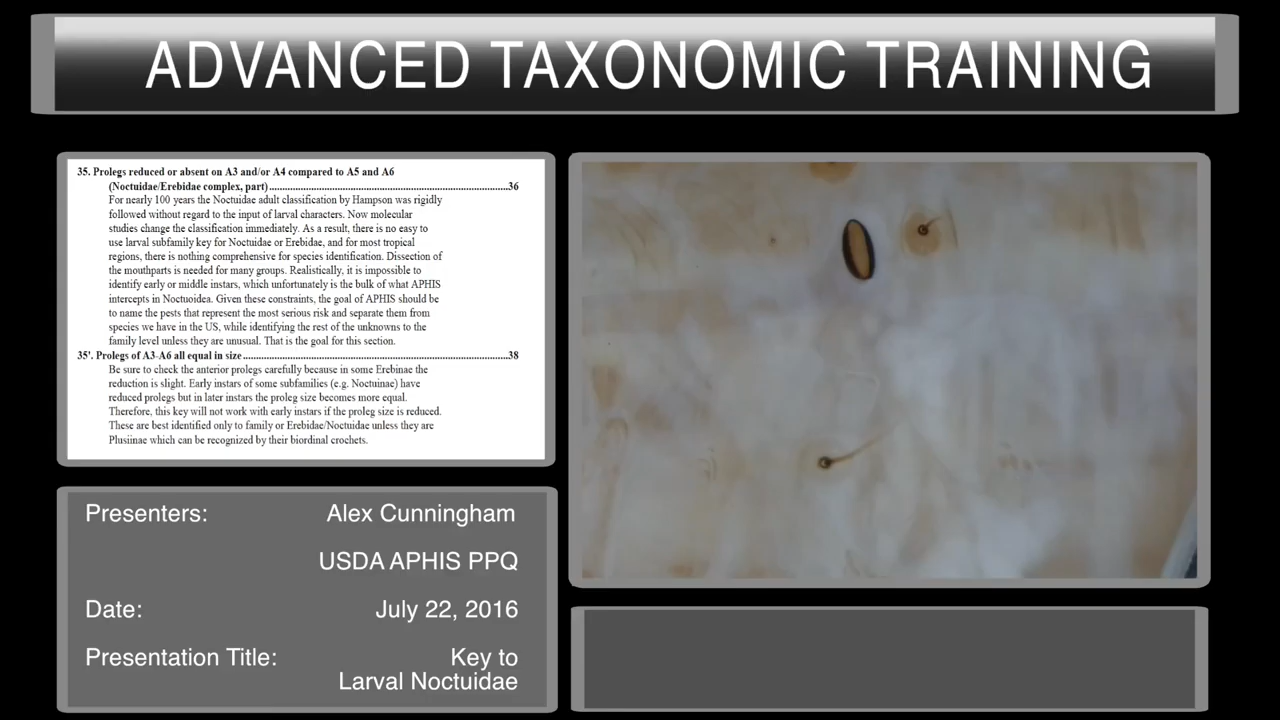 ADVANCED TAXONOMIC TRAINING
35. Prolegs reduced or absent on A3 and/or A4 compared to A5 and A6
(Noctuidae/Erebidae complex, part)....................................................................................36
For nearly 100 years the Noctuidae adult classification by Hampson was rigidly
followed without regard to the input of larval characters. Now molecular
studies change the classification immediately. As a result, there is no easy to
use larval subfamily key for Noctuidae or Erebidae, and for most tropical
regions, there is nothing comprehensive for species identification. Dissection of
the mouthparts is needed for many groups. Realistically, it is impossible to
identify early or middle instars, which unfortunately is the bulk of what APHIS
intercepts in Noctuoidea. Given these constraints, the goal of APHIS should be
to name the pests that represent the most serious risk and separate them from
species we have in the US, while identifying the rest of the unknowns to the
family level unless they are unusual. That is the goal for this section.
35'. Prolegs of A3-A6 all equal in size............................................................................................38
Be sure to check the anterior prolegs carefully because in some Erebinae the
reduction is slight. Early instars of some subfamilies (e.g. Noctuinae) have
reduced prolegs but in later instars the proleg size becomes more equal.
Therefore, this key will not work with early instars if the proleg size is reduced.
These are best identified only to family or Erebidae/Noctuidae unless they are
Plusiinae which can be recognized by their biordinal crochets.
Presenters: Alex Cunningham
USDA APHIS PPQ
Date: July 22, 2016
Presentation Title: Key to
Larval Noctuidae